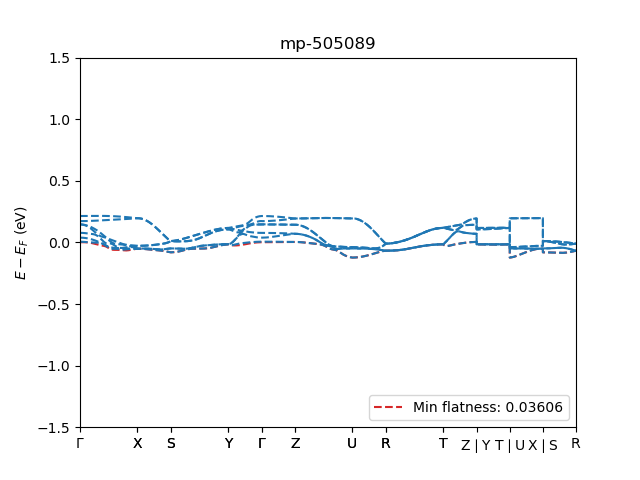 mp-505089
1.5
1.0
0.5
0.0
−0.5
−1.0
−1.5
E − E_F (eV)
Min flatness: 0.03606
Γ X S Y Γ Z U R T Z | Y T | U X | S R